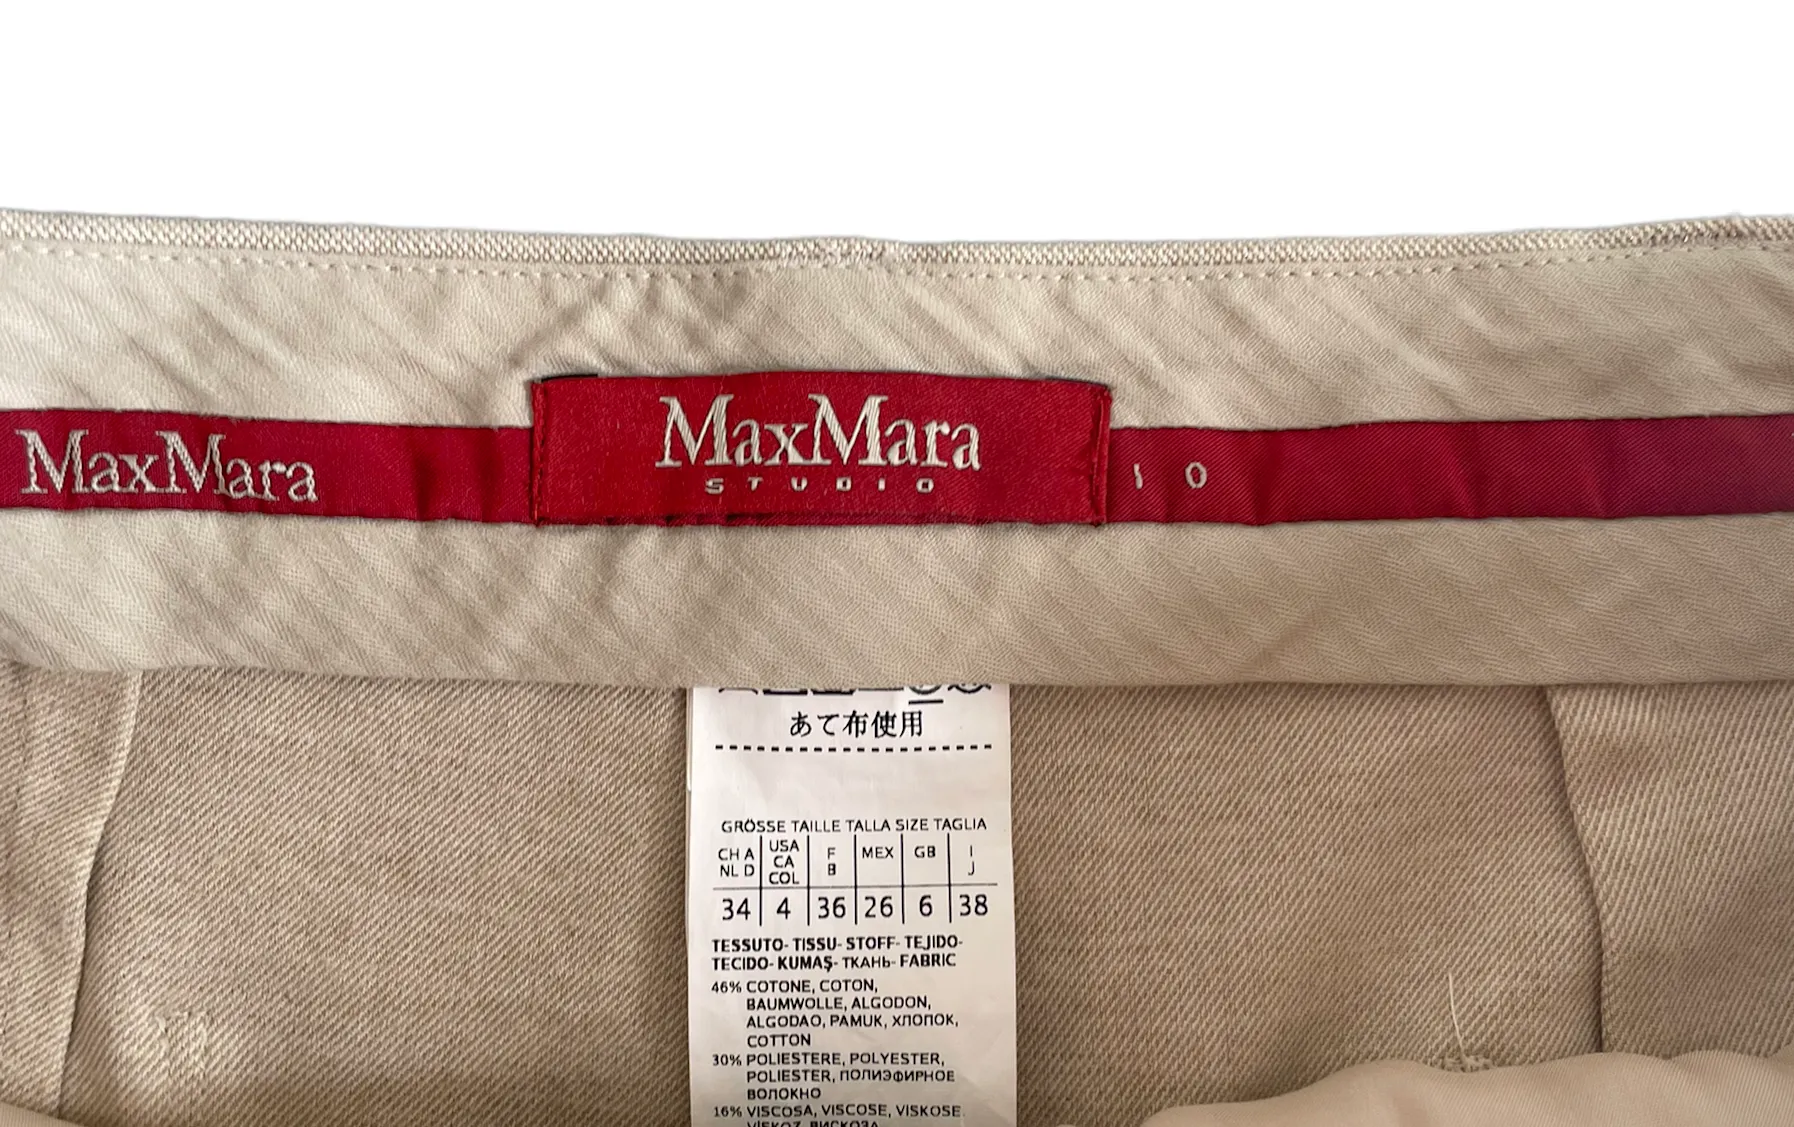 MaxMara
MaxMara
STUDIO
I O
あて布使用
GRÖSSE TAILLE TALLA SIZE TAGLIA
CH A USA F MEX GB I
NL D CA B J
COL
34 4 36 26 6 38
TESSUTO- TISSU- STOFF- TEJIDO-
TECIDO- KUMAŞ- ТКАНЬ- FABRIC
46% COTONE, COTON,
BAUMWOLLE, ALGODON,
ALGODAO, PAMUK, ХЛОПОК,
COTTON
30% POLIESTERE, POLYESTER,
POLIESTER, ПОЛИЭФИРНОЕ
ВОЛОКНО
16% VISCOSA, VISCOSE, VISKOSE.